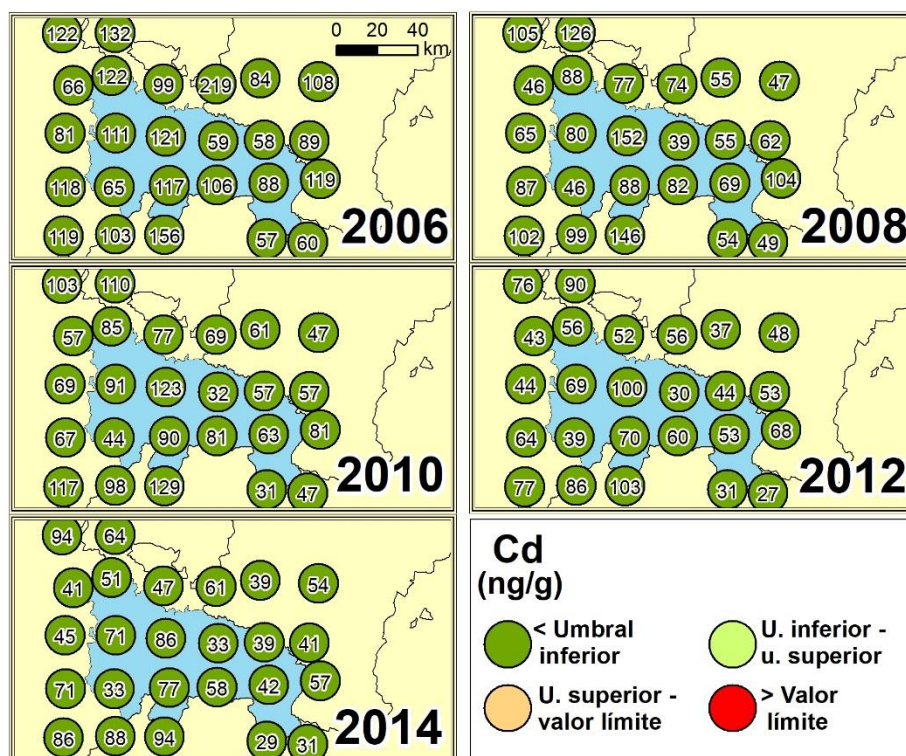 122 132
0 20 40
km
66 122 99 219 84 108
81 111 121 59 58 89
118 65 117 106 88 119
119 103 156 57 60
2006
105 126
46 88 77 74 55 47
65 80 152 39 55 62
87 46 88 82 69 104
102 99 146 54 49
2008
103 110
57 85 77 69 61 47
69 91 123 32 57 57
67 44 90 81 63 81
117 98 129 31 47
2010
76 90
43 56 52 56 37 48
44 69 100 30 44 53
64 39 70 60 53 68
77 86 103 31 27
2012
94 64
41 51 47 61 39 54
45 71 86 33 39 41
71 33 77 58 42 57
86 88 94 29 31
2014
Cd
(ng/g)
< Umbral
inferior
U. inferior -
u. superior
U. superior -
valor límite
> Valor
límite